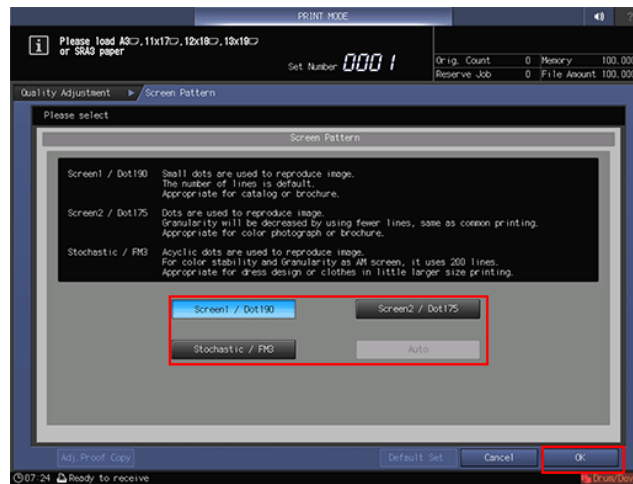 PRINT MODE
Please load A3, 11x17, 12x18, 13x19
or SRA3 paper
Set Number 0001
Orig. Count 0 Memory 100.00
Reserve Job 0 File Amount 100.00
Quality Adjustment Screen Pattern
Please select
Screen Pattern
Screen1 / Dot190 Small dots are used to reproduce image.
The number of lines is default.
Appropriate for catalog or brochure.
Screen2 / Dot175 Dots are used to reproduce image.
Granularity will be decreased by using fewer lines, same as common printing.
Appropriate for color photograph or brochure.
Stochastic / FM3 Acyclic dots are used to reproduce image.
For color stability and Granularity as AM screen, it uses 200 lines.
Appropriate for dress design or clothes in little larger size printing.
Screen1 / Dot190 Screen2 / Dot175
Stochastic / FM3 Auto
Adj.Proof Copy Default Set Cancel OK
07:24 Ready to receive Drum/Dev